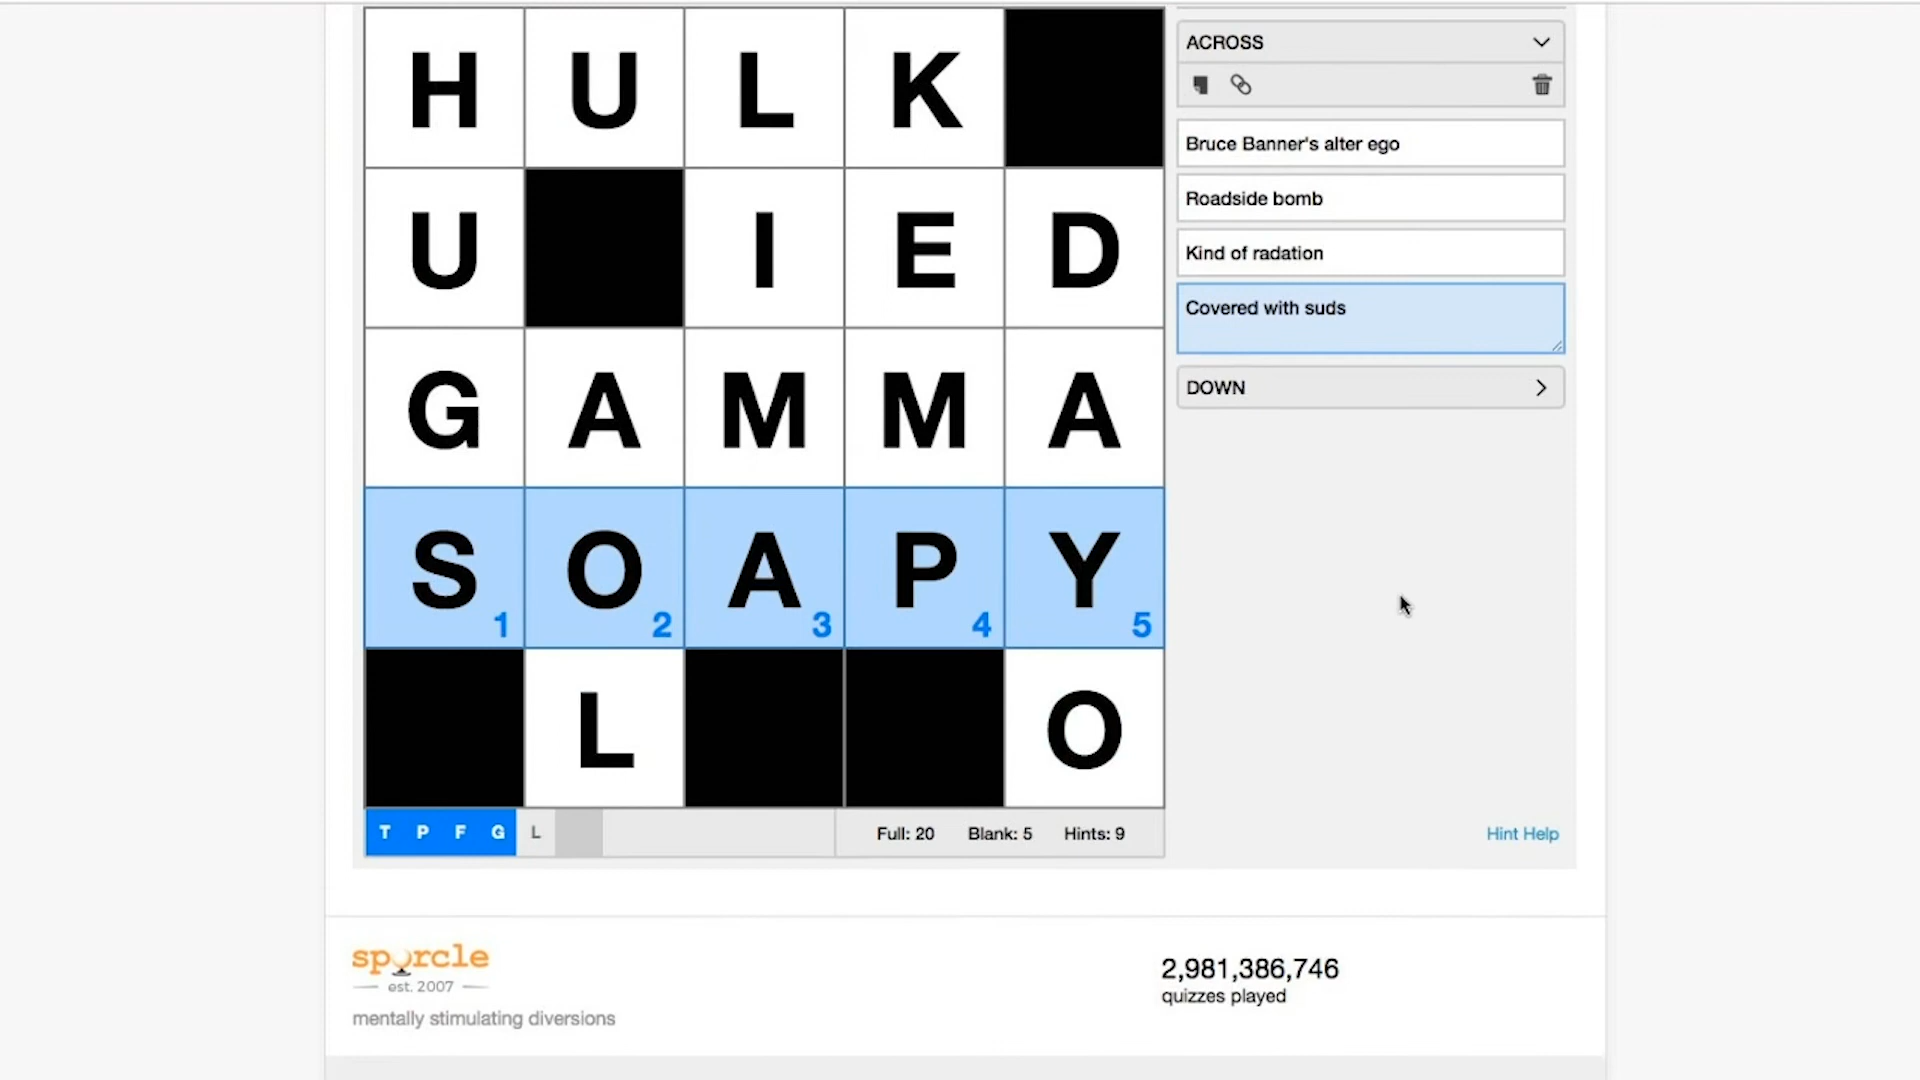 H U L K
ACROSS
Bruce Banner's alter ego
Roadside bomb
Kind of radation
Covered with suds
DOWN
U I E D
G A M M A
S O A P Y
1 2 3 4 5
L O
T P F G L
Full: 20 Blank: 5 Hints: 9
Hint Help
sporcle
est. 2007
mentally stimulating diversions
2,981,386,746
quizzes played